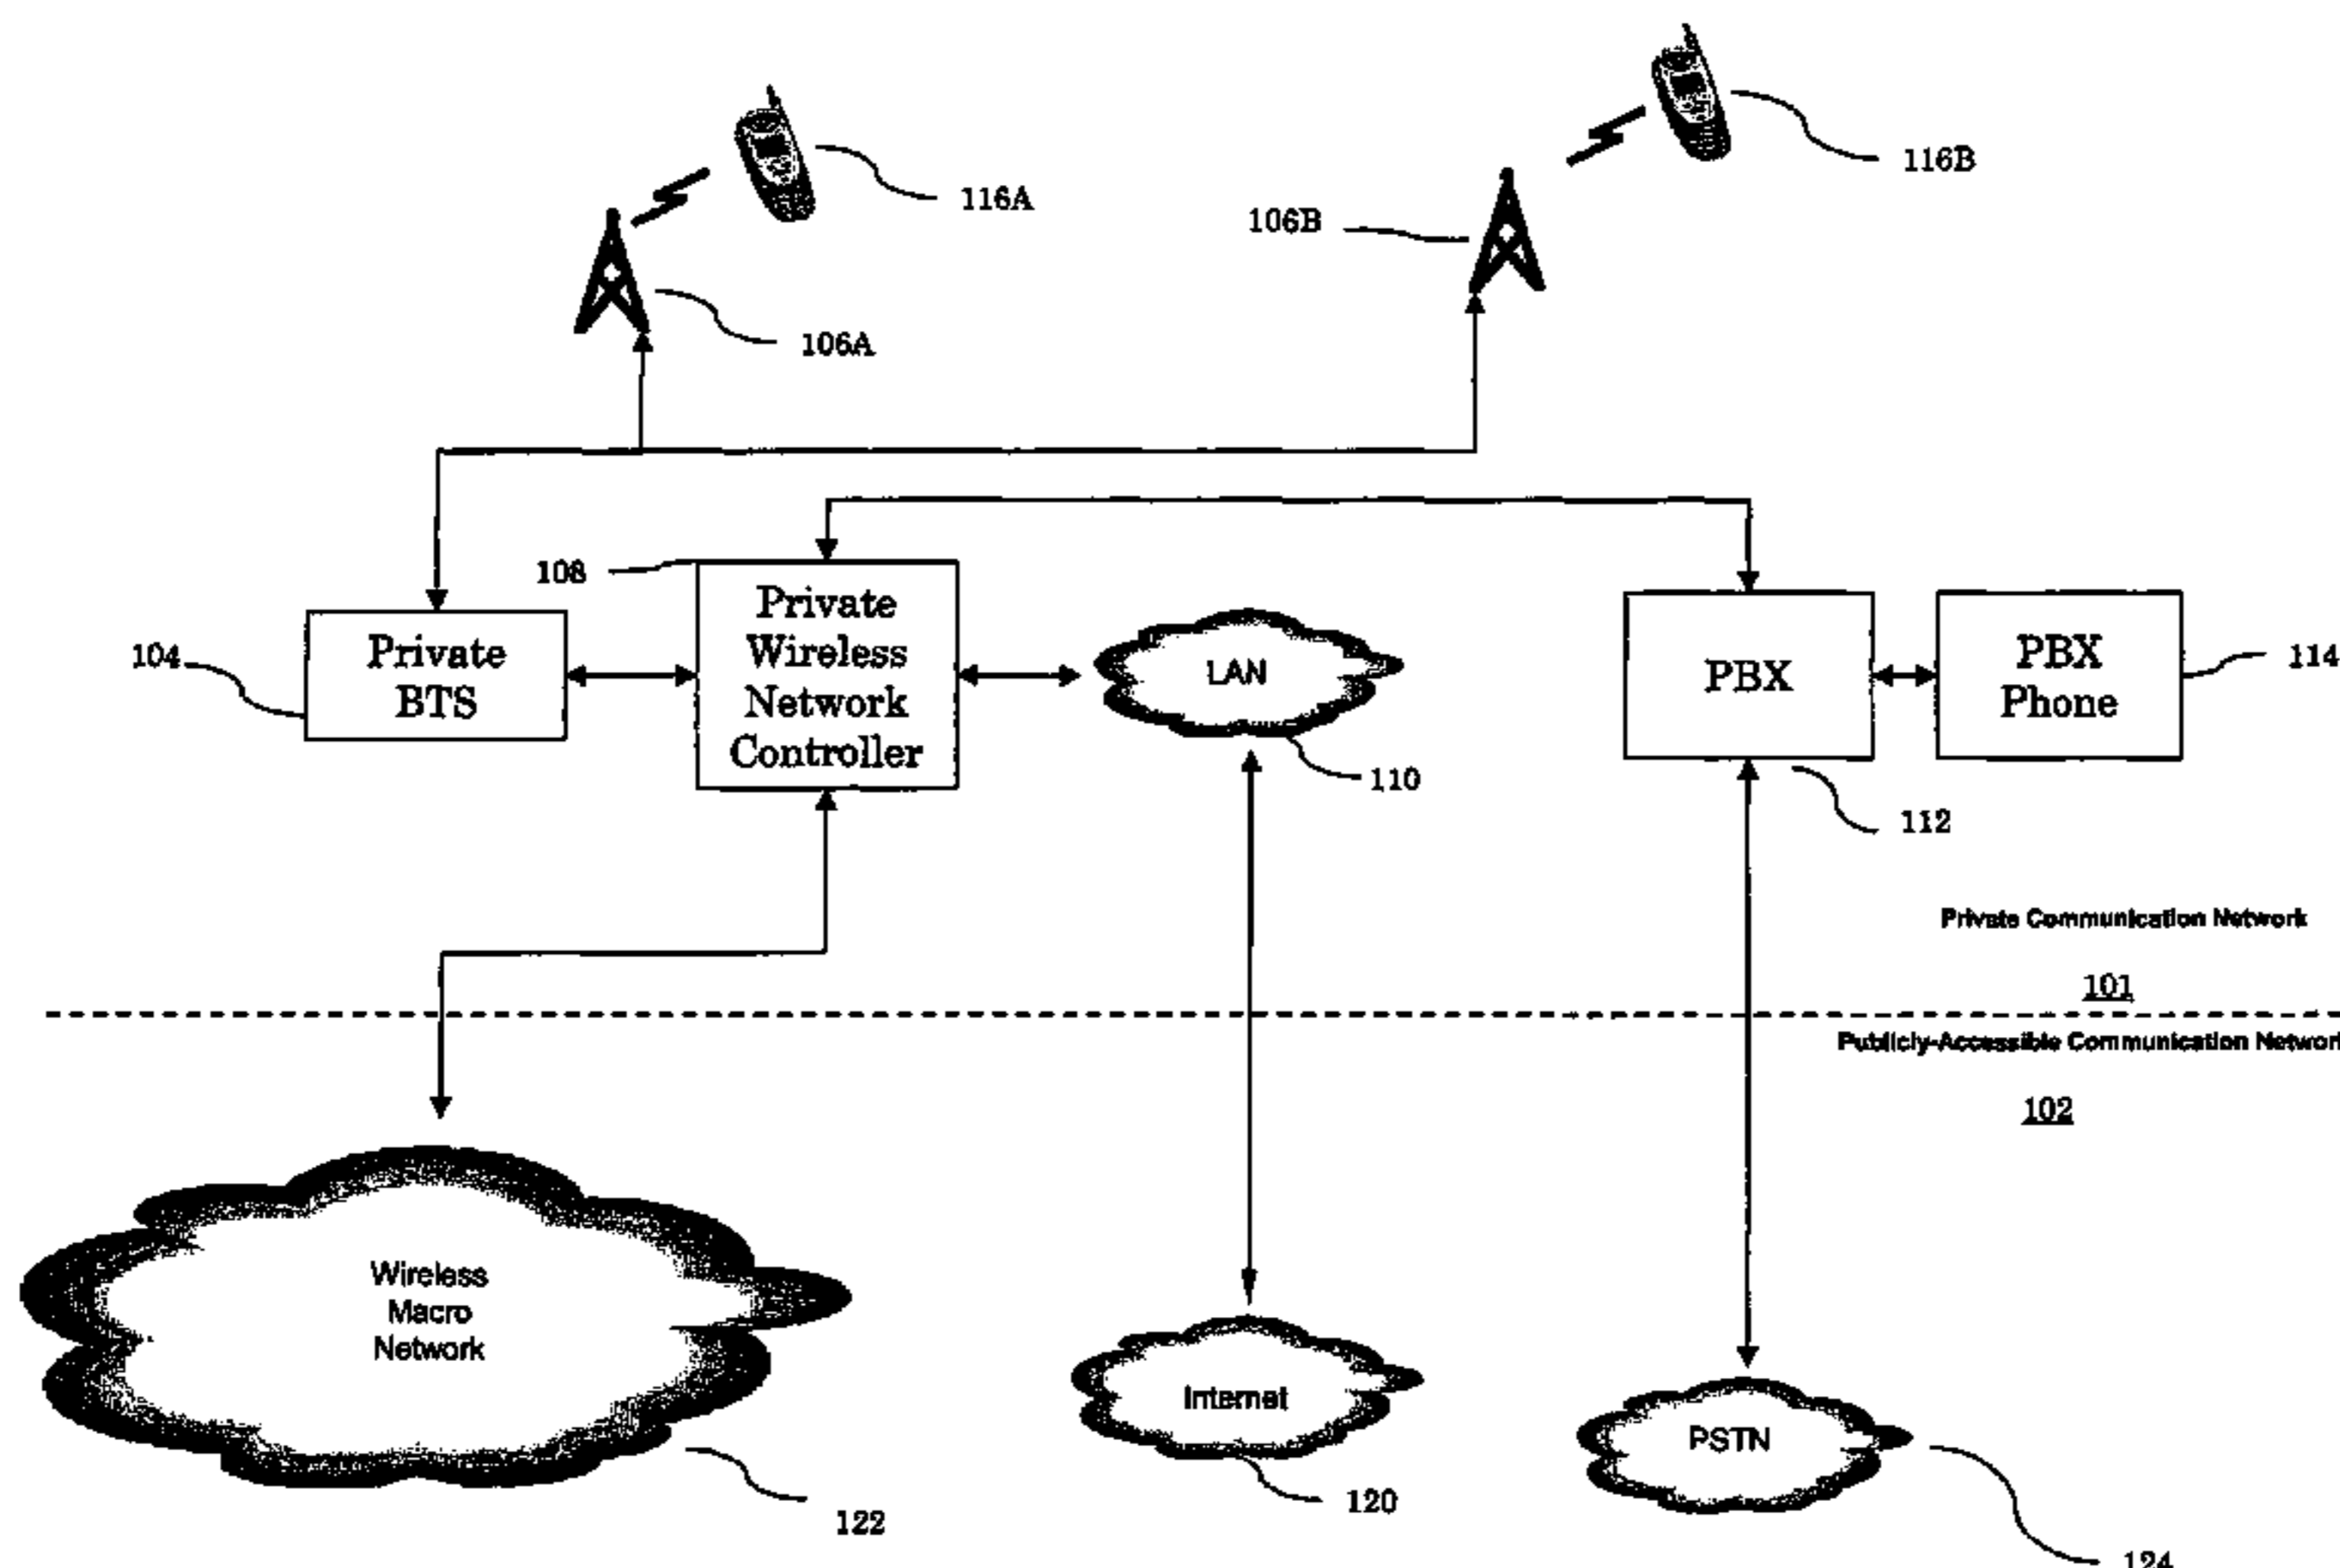 116B
116A
106B
106A
108
Private
Wireless
Network
Controller
Private
BTS
104
LAN
110
PBX
112
PBX
Phone
114
Private Communication Network
101
Publicly-Accessible Communication Network
102
Wireless
Macro
Network
122
Internet
120
PSTN
124